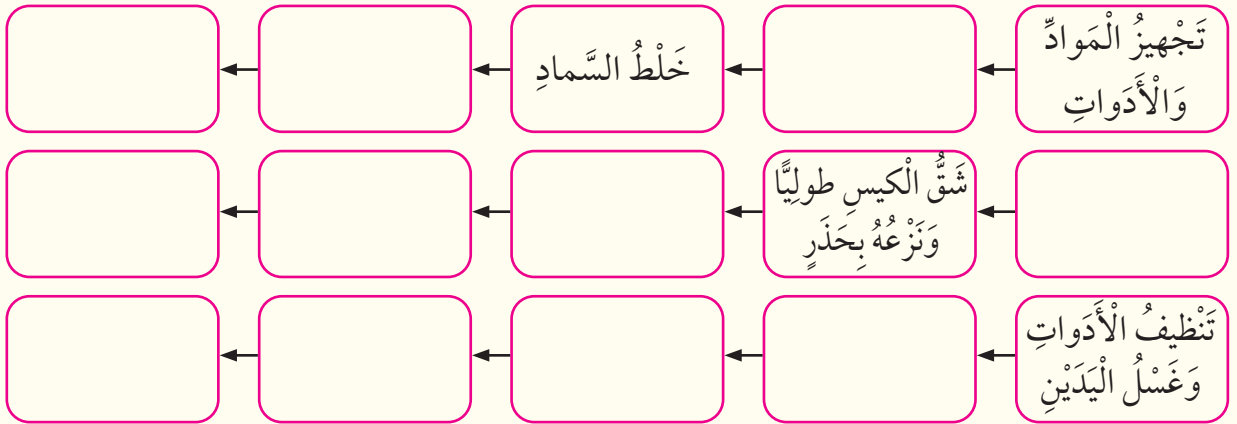 تَجْهيزُ الْمَوادِّ
وَالْأَدَواتِ
خَلْطُ السَّمادِ
شَقُّ الْكيسِ طولِيًّا
وَنَزْعُهُ بِحَذَرٍ
تَنْظيفُ الْأَدَواتِ
وَغَسْلُ الْيَدَيْنِ